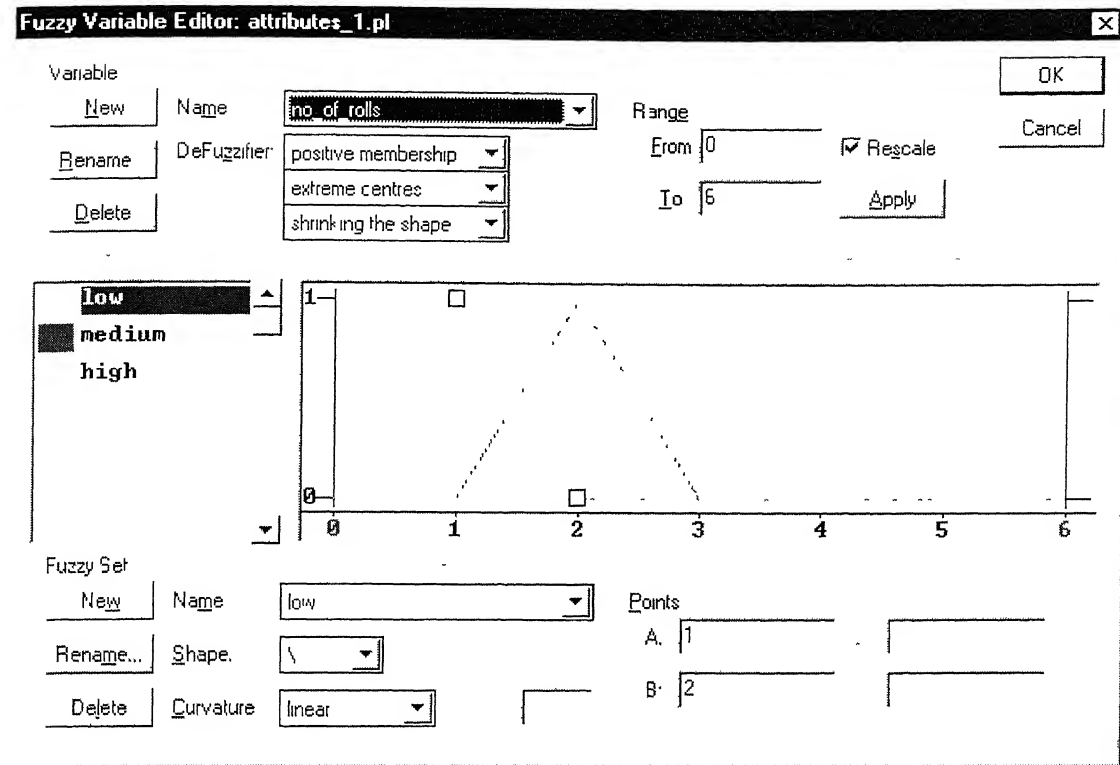 Fuzzy Variable Editor: attributes_1.pl
Variable
New Name no_of_rolls
Range
OK
Rename DeFuzzifier: positive membership
From 0 Rescale
Cancel
extreme centres
Delete
To 6 Apply
shrinking the shape
low
medium
high
1
0
0 1 2 3 4 5 6
Fuzzy Set
New Name low
Points
A. 1
Rename... Shape. \
B: 2
Delete Curvature linear